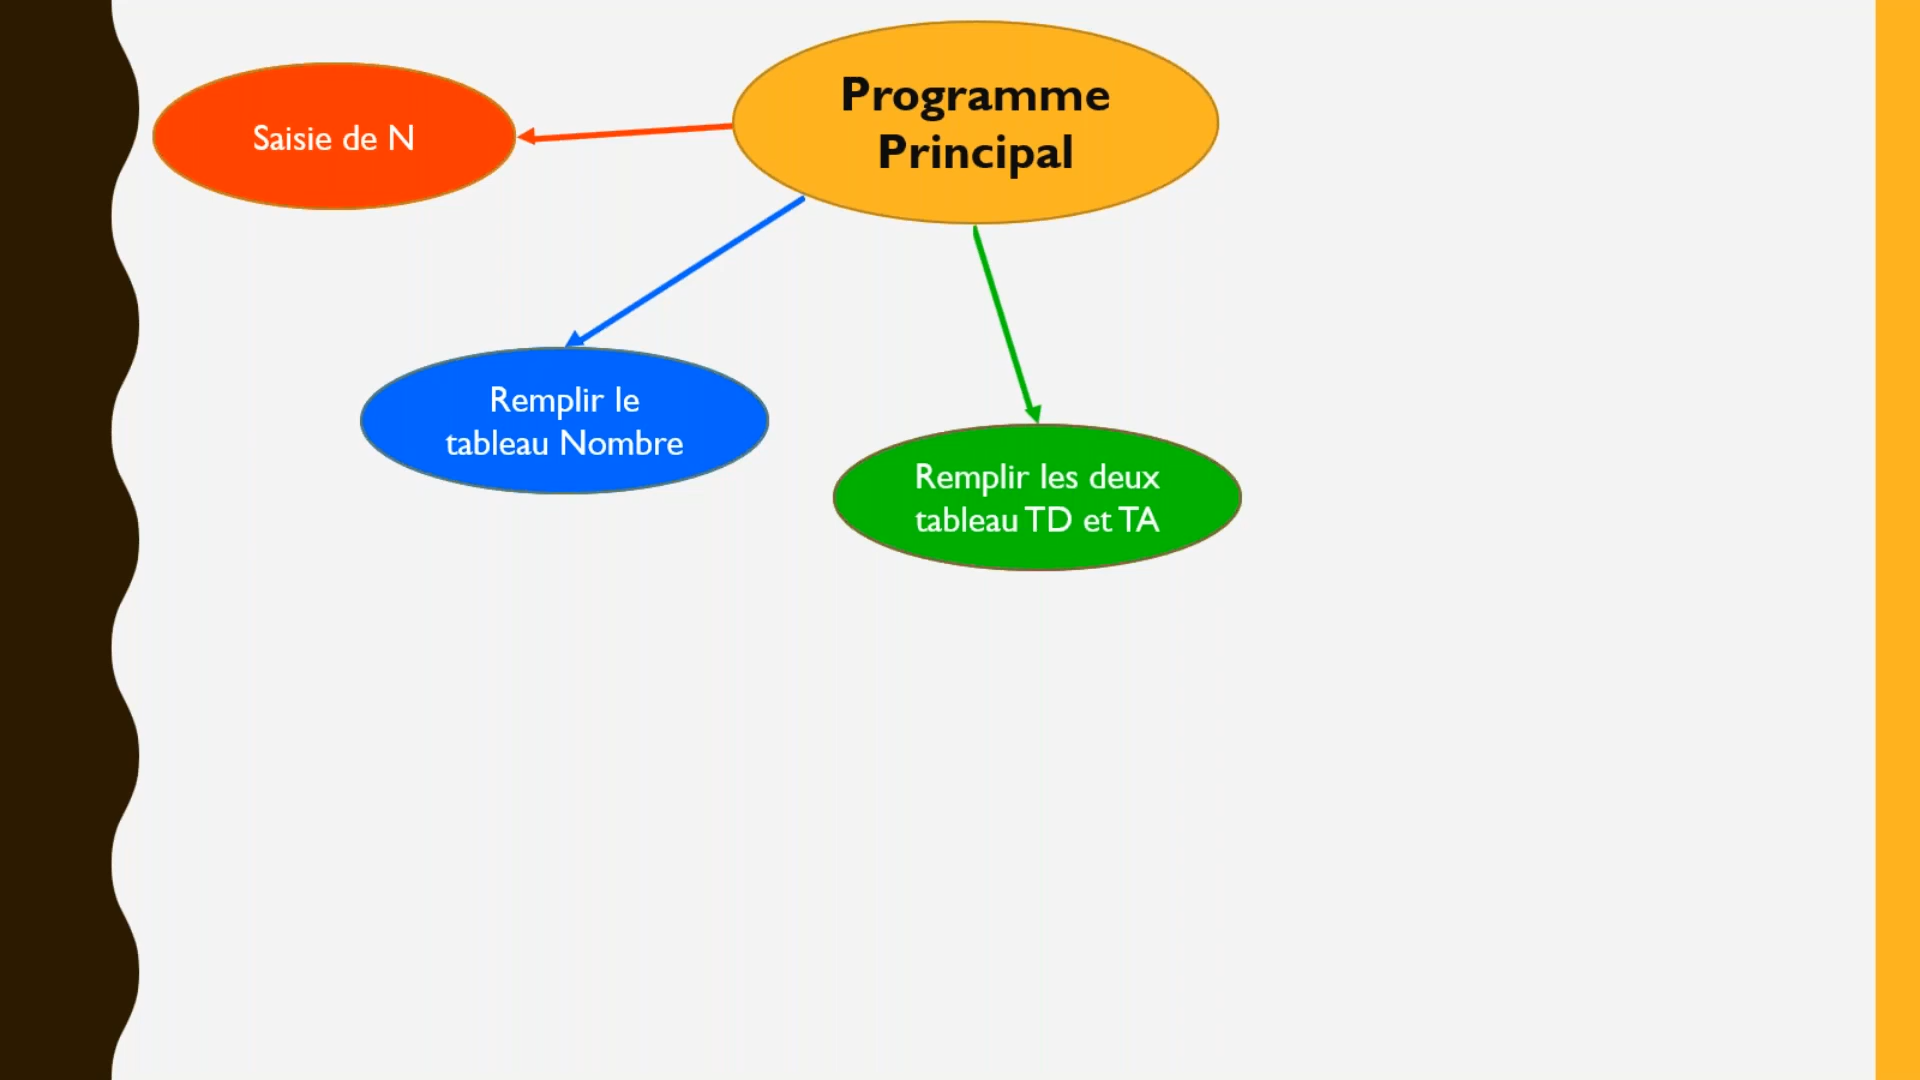 Programme
Principal
Saisie de N
Remplir le
tableau Nombre
Remplir les deux
tableau TD et TA